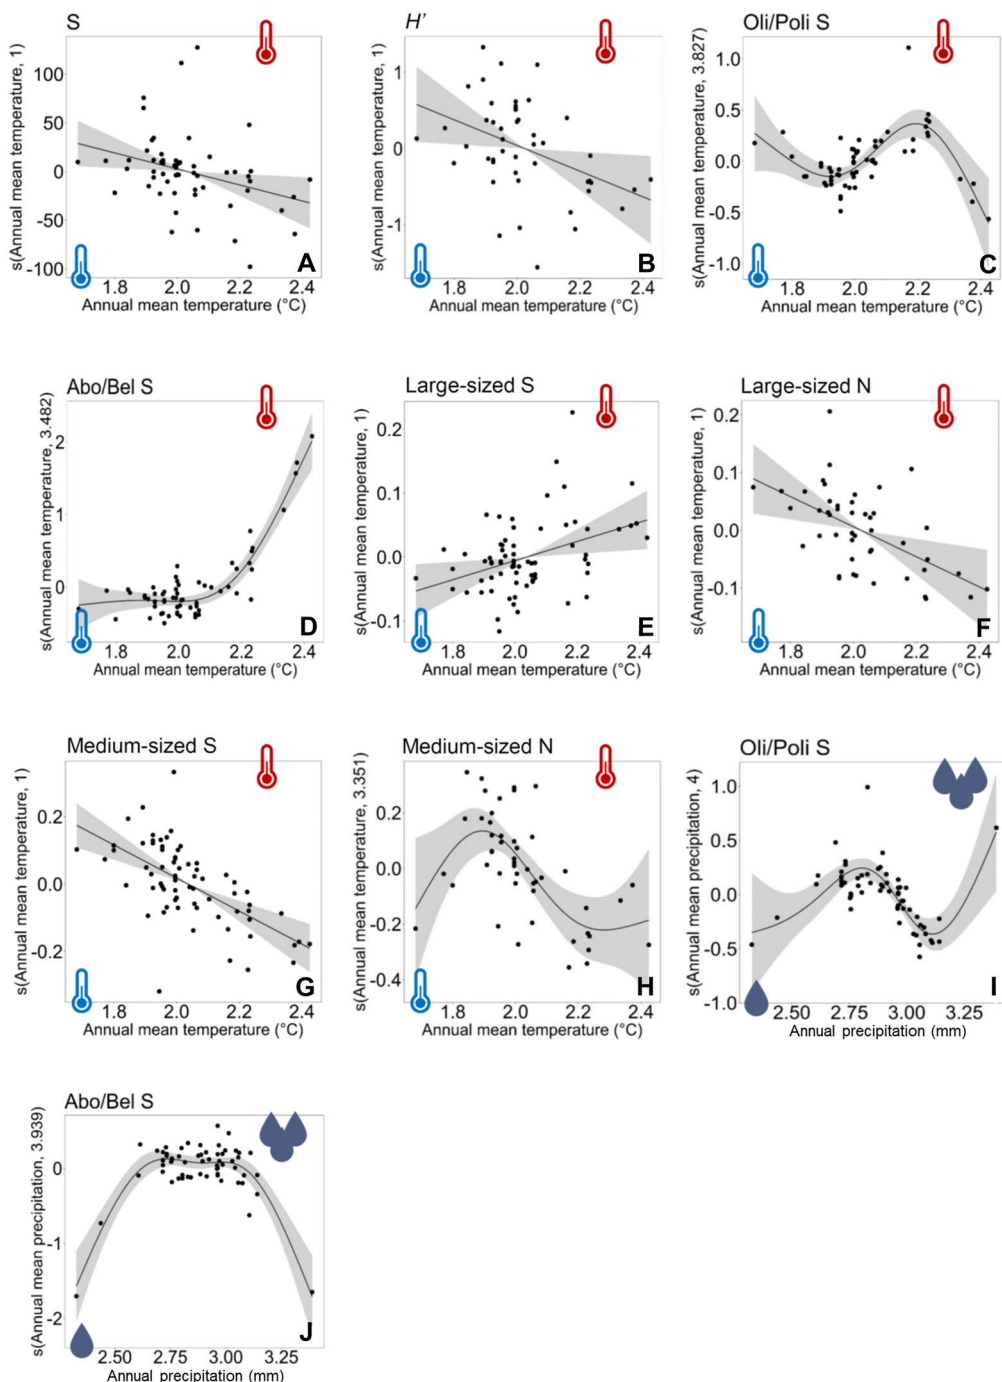 S
s(Annual mean temperature, 1)
100
50
0
-50
-100
A
1.8 2.0 2.2 2.4
Annual mean temperature (°C)
H'
s(Annual mean temperature, 1)
1
0
-1
B
1.8 2.0 2.2 2.4
Annual mean temperature (°C)
Oli/Poli S
s(Annual mean temperature, 3.827)
1.0
0.5
0.0
-0.5
-1.0
C
1.8 2.0 2.2 2.4
Annual mean temperature (°C)
Abo/Bel S
s(Annual mean temperature, 3.482)
2
1
0
D
1.8 2.0 2.2 2.4
Annual mean temperature (°C)
Large-sized S
s(Annual mean temperature, 1)
0.2
0.1
0.0
-0.1
E
1.8 2.0 2.2 2.4
Annual mean temperature (°C)
Large-sized N
s(Annual mean temperature, 1)
0.2
0.1
0.0
-0.1
F
1.8 2.0 2.2 2.4
Annual mean temperature (°C)
Medium-sized S
s(Annual mean temperature, 1)
0.2
0.0
-0.2
G
1.8 2.0 2.2 2.4
Annual mean temperature (°C)
Medium-sized N
s(Annual mean temperature, 3.351)
0.2
0.0
-0.2
-0.4
H
1.8 2.0 2.2 2.4
Annual mean temperature (°C)
Oli/Poli S
s(Annual mean precipitation, 4)
1.0
0.5
0.0
-0.5
-1.0
I
2.50 2.75 3.00 3.25
Annual precipitation (mm)
Abo/Bel S
s(Annual mean precipitation, 3.939)
0
-1
-2
J
2.50 2.75 3.00 3.25
Annual precipitation (mm)